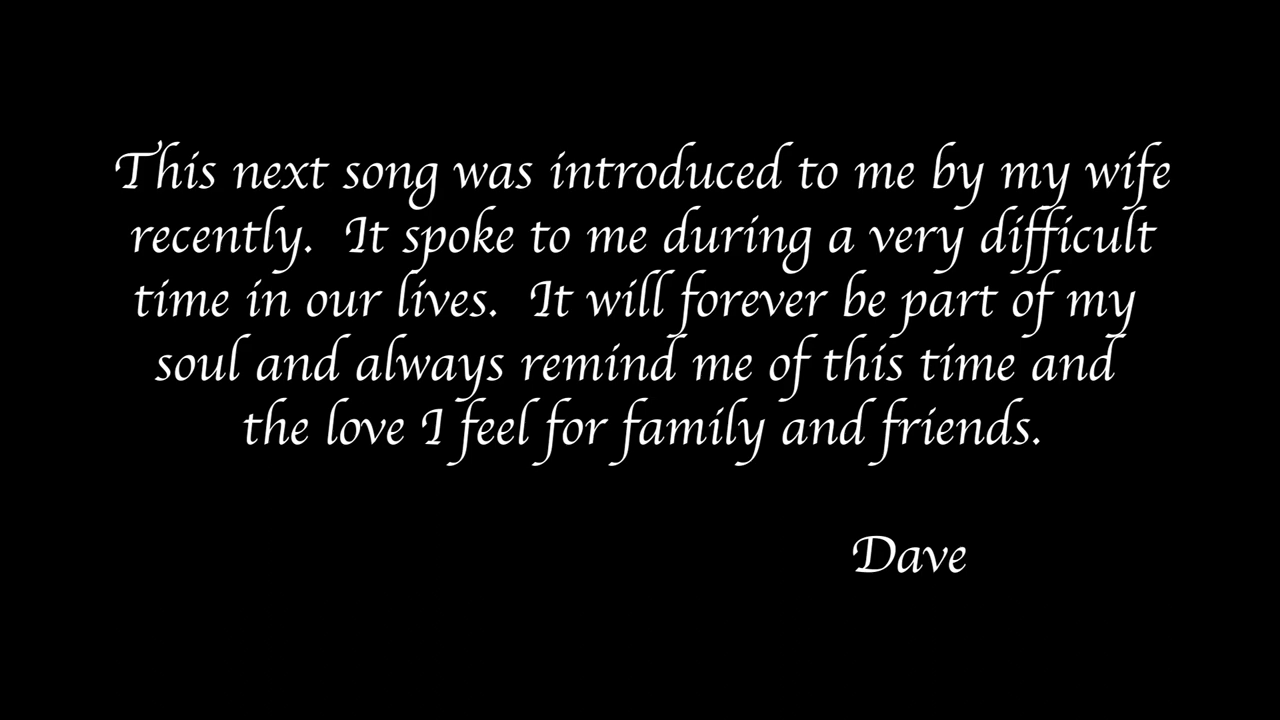 This next song was introduced to me by my wife
recently.  It spoke to me during a very difficult
time in our lives.  It will forever be part of my
soul and always remind me of this time and
the love I feel for family and friends.
Dave